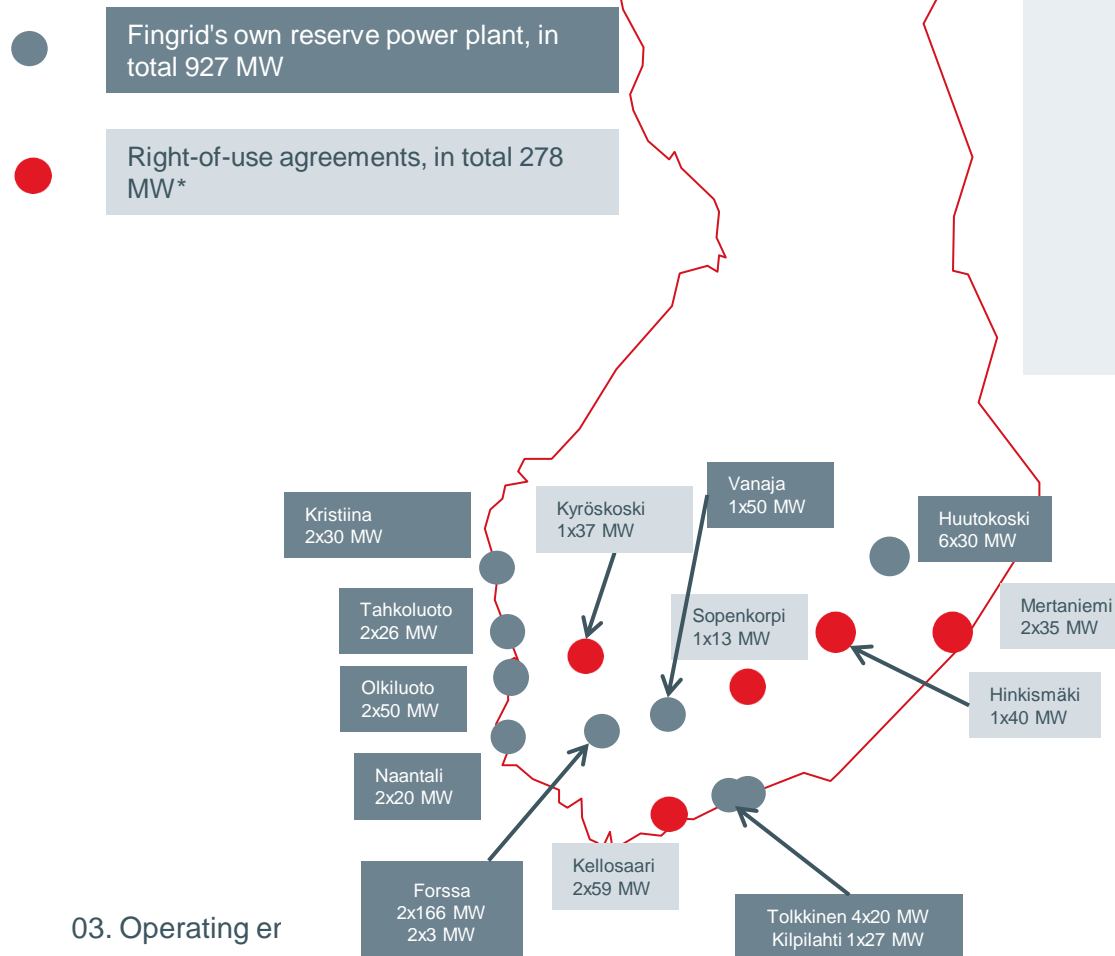 Fingrid's own reserve power plant, in
total 927 MW
Right-of-use agreements, in total 278
MW*
Vanaja
1x50 MW
Kristiina
2x30 MW
Kyröskoski
1x37 MW
Huutokoski
6x30 MW
Tahkoluoto
2x26 MW
Sopenkorpi
1x13 MW
Mertaniemi
2x35 MW
Olkiluoto
2x50 MW
Hinkismäki
1x40 MW
Naantali
2x20 MW
Kellosaari
2x59 MW
Forssa
2x166 MW
2x3 MW
Tolkkinen 4x20 MW
Kilpilahti 1x27 MW
03. Operating